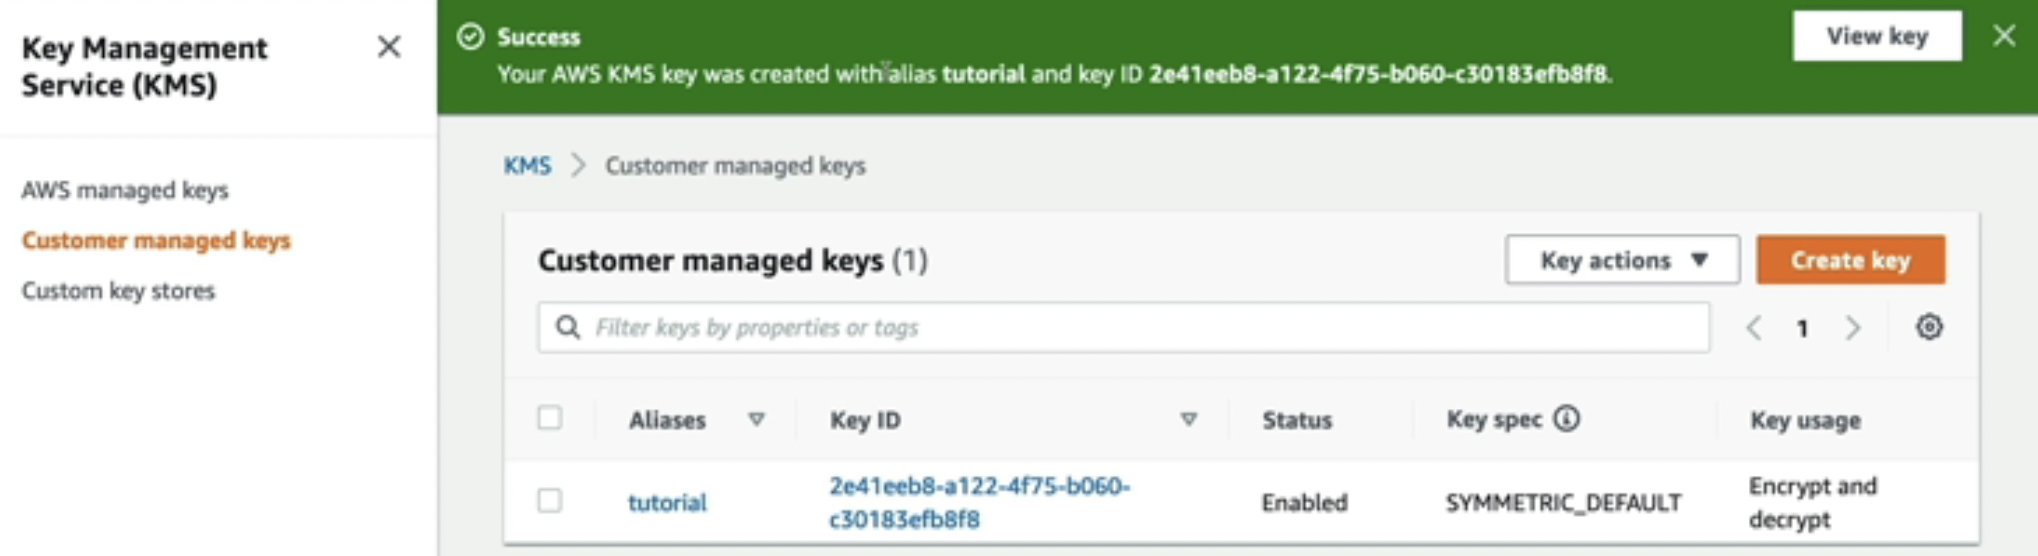 Key Management
Service (KMS)
AWS managed keys
Customer managed keys
Custom key stores
Success
Your AWS KMS key was created with alias tutorial and key ID 2e41eeb8-a122-4f75-b060-c30183efb8f8.
View key
KMS > Customer managed keys
Customer managed keys (1)
Key actions
Create key
Filter keys by properties or tags
1
Aliases Key ID Status Key spec Key usage
tutorial
2e41eeb8-a122-4f75-b060-
c30183efb8f8
Enabled
SYMMETRIC_DEFAULT
Encrypt and
decrypt